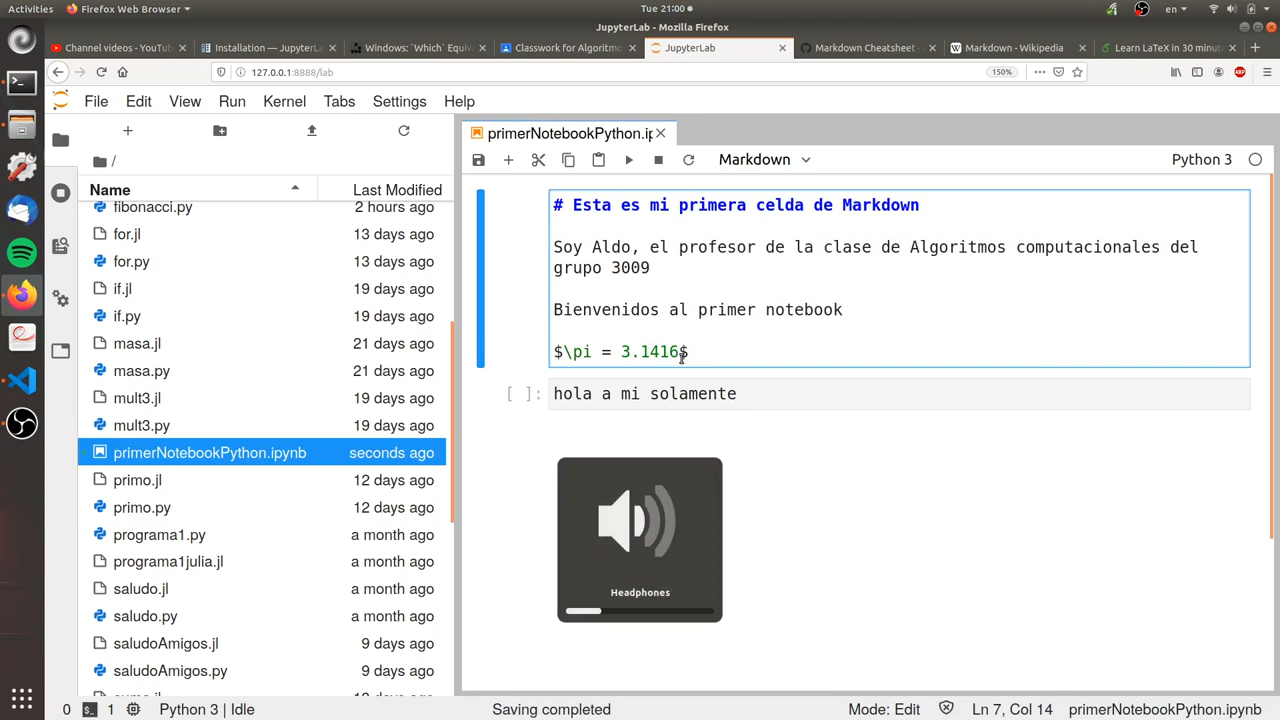 Activities Firefox Web Browser Tue 21:00 en
JupyterLab - Mozilla Firefox
Channel videos - YouTu Installation — JupyterLa Windows: `Which` Equiv Classwork for Algoritmo JupyterLab Markdown Cheatsheet Markdown - Wikipedia Learn LaTeX in 30 minut
127.0.0.1:8888/lab 150% ABP
File Edit View Run Kernel Tabs Settings Help
primerNotebookPython.ip
Markdown Python 3
/
Name Last Modified
fibonacci.py 2 hours ago
for.jl 13 days ago
for.py 13 days ago
if.jl 19 days ago
if.py 19 days ago
masa.jl 21 days ago
masa.py 21 days ago
mult3.jl 19 days ago
mult3.py 19 days ago
primerNotebookPython.ipynb seconds ago
primo.jl 12 days ago
primo.py 12 days ago
programa1.py a month ago
programa1julia.jl a month ago
saludo.jl a month ago
saludo.py a month ago
saludoAmigos.jl 9 days ago
saludoAmigos.py 9 days ago
# Esta es mi primera celda de Markdown
Soy Aldo, el profesor de la clase de Algoritmos computacionales del
grupo 3009
Bienvenidos al primer notebook
$\pi = 3.1416$
[ ]: hola a mi solamente
Headphones
0 1 Python 3 | Idle Saving completed Mode: Edit Ln 7, Col 14 primerNotebookPython.ipynb